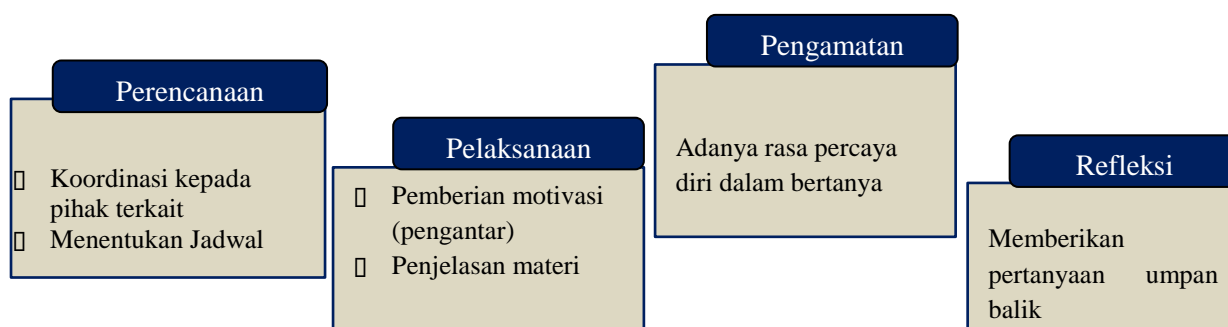 Perencanaan
Koordinasi kepada
pihak terkait
Menentukan Jadwal
Pelaksanaan
Pemberian motivasi
(pengantar)
Penjelasan materi
Pengamatan
Adanya rasa percaya
diri dalam bertanya
Refleksi
Memberikan
pertanyaan umpan
balik